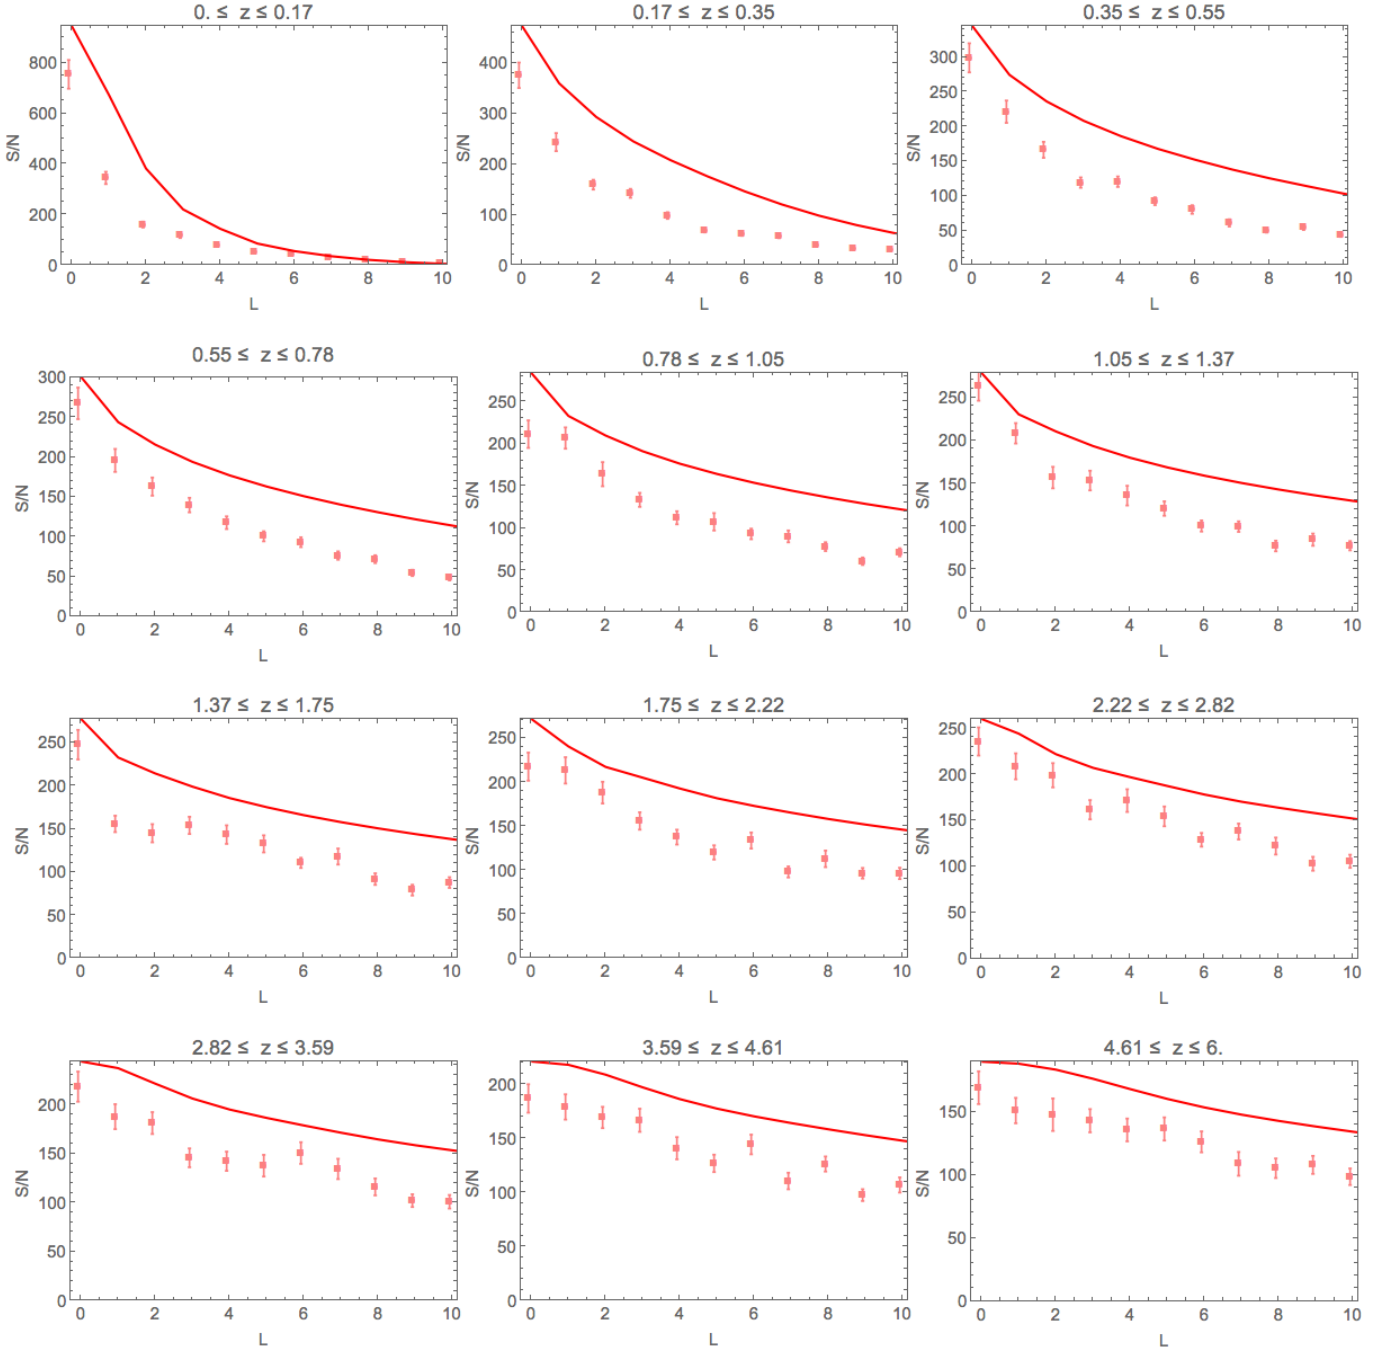 0. ≤ z ≤ 0.17
0.17 ≤ z ≤ 0.35
0.35 ≤ z ≤ 0.55
S/N
800
600
400
200
0
0 2 4 6 8 10
L
S/N
400
300
200
100
0
0 2 4 6 8 10
L
S/N
300
250
200
150
100
50
0
0 2 4 6 8 10
L
0.55 ≤ z ≤ 0.78
0.78 ≤ z ≤ 1.05
1.05 ≤ z ≤ 1.37
S/N
300
250
200
150
100
50
0
0 2 4 6 8 10
L
S/N
250
200
150
100
50
0
0 2 4 6 8 10
L
S/N
250
200
150
100
50
0
0 2 4 6 8 10
L
1.37 ≤ z ≤ 1.75
1.75 ≤ z ≤ 2.22
2.22 ≤ z ≤ 2.82
S/N
250
200
150
100
50
0
0 2 4 6 8 10
L
S/N
250
200
150
100
50
0
0 2 4 6 8 10
L
S/N
250
200
150
100
50
0
0 2 4 6 8 10
L
2.82 ≤ z ≤ 3.59
3.59 ≤ z ≤ 4.61
4.61 ≤ z ≤ 6.
S/N
200
150
100
50
0
0 2 4 6 8 10
L
S/N
200
150
100
50
0
0 2 4 6 8 10
L
S/N
150
100
50
0
0 2 4 6 8 10
L